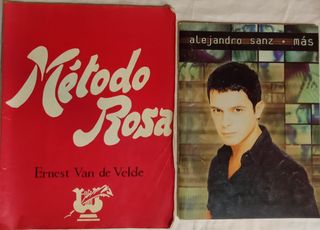 Método
Rosa
Ernest Van de Velde
alejandro sanz · más